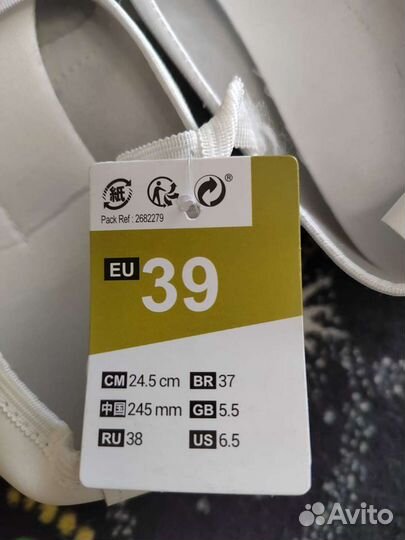 紙 ®
Pack Ref : 2682279
EU 39
CM 24.5 cm BR 37
中国 245 mm GB 5.5
RU 38 US 6.5
Avito